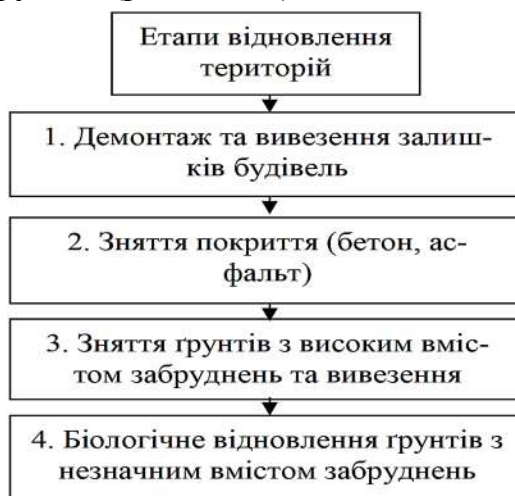 Етапи відновлення
територій
1. Демонтаж та вивезення залиш-
ків будівель
2. Зняття покриття (бетон, ас-
фальт)
3. Зняття ґрунтів з високим вміс-
том забруднень та вивезення
4. Біологічне відновлення ґрунтів з
незначним вмістом забруднень